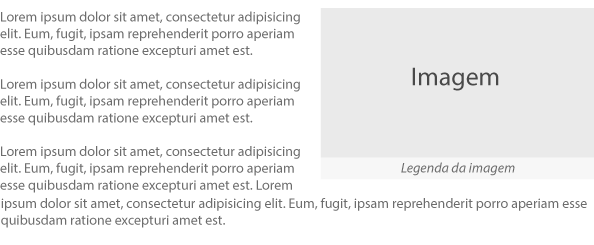 Lorem ipsum dolor sit amet, consectetur adipisicing
elit. Eum, fugit, ipsam reprehenderit porro aperiam
esse quibusdam ratione excepturi amet est.
Lorem ipsum dolor sit amet, consectetur adipisicing
elit. Eum, fugit, ipsam reprehenderit porro aperiam
esse quibusdam ratione excepturi amet est.
Lorem ipsum dolor sit amet, consectetur adipisicing
elit. Eum, fugit, ipsam reprehenderit porro aperiam
esse quibusdam ratione excepturi amet est. Lorem
ipsum dolor sit amet, consectetur adipisicing elit. Eum, fugit, ipsam reprehenderit porro aperiam esse
quibusdam ratione excepturi amet est.
Imagem
Legenda da imagem